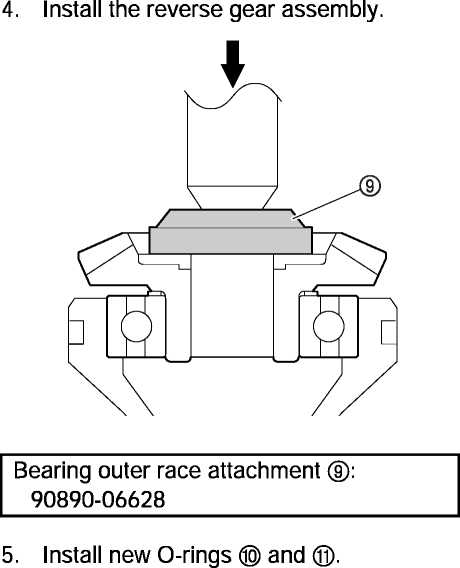 4. Install the reverse gear assembly.
⑨
Bearing outer race attachment ⑨:
90890-06628
5. Install new O-rings ⑩ and ⑪.